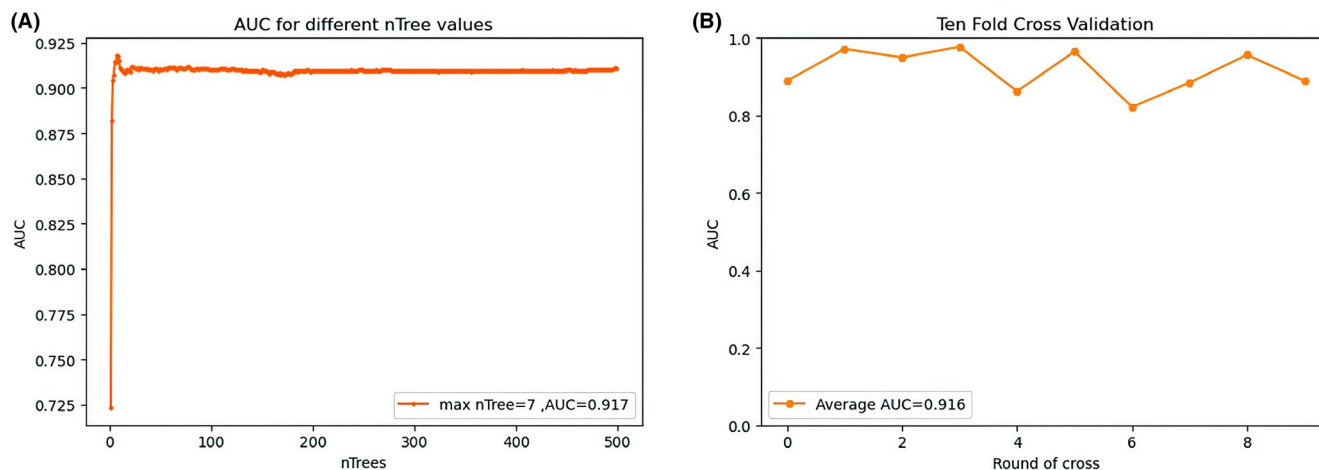 (A)
AUC for different nTree values
0.925
0.900
0.875
0.850
0.825
0.800
0.775
0.750
0.725
AUC
0 100 200 300 400 500
nTrees
max nTree=7 ,AUC=0.917
(B)
Ten Fold Cross Validation
1.0
0.8
0.6
0.4
0.2
0.0
AUC
0 2 4 6 8
Round of cross
Average AUC=0.916